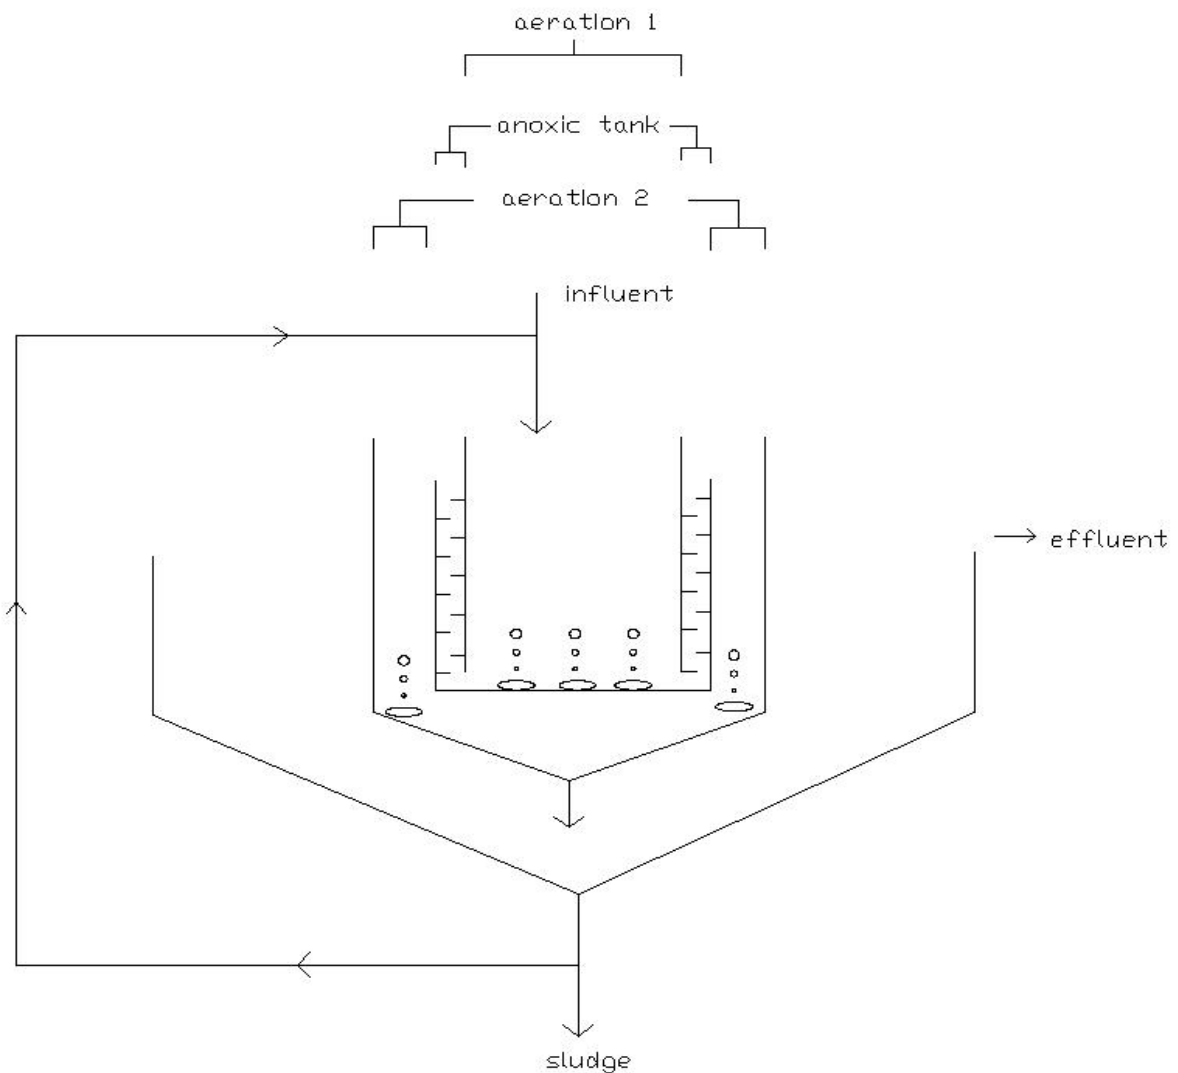 aeration 1
anoxic tank
aeration 2
influent
effluent
sludge